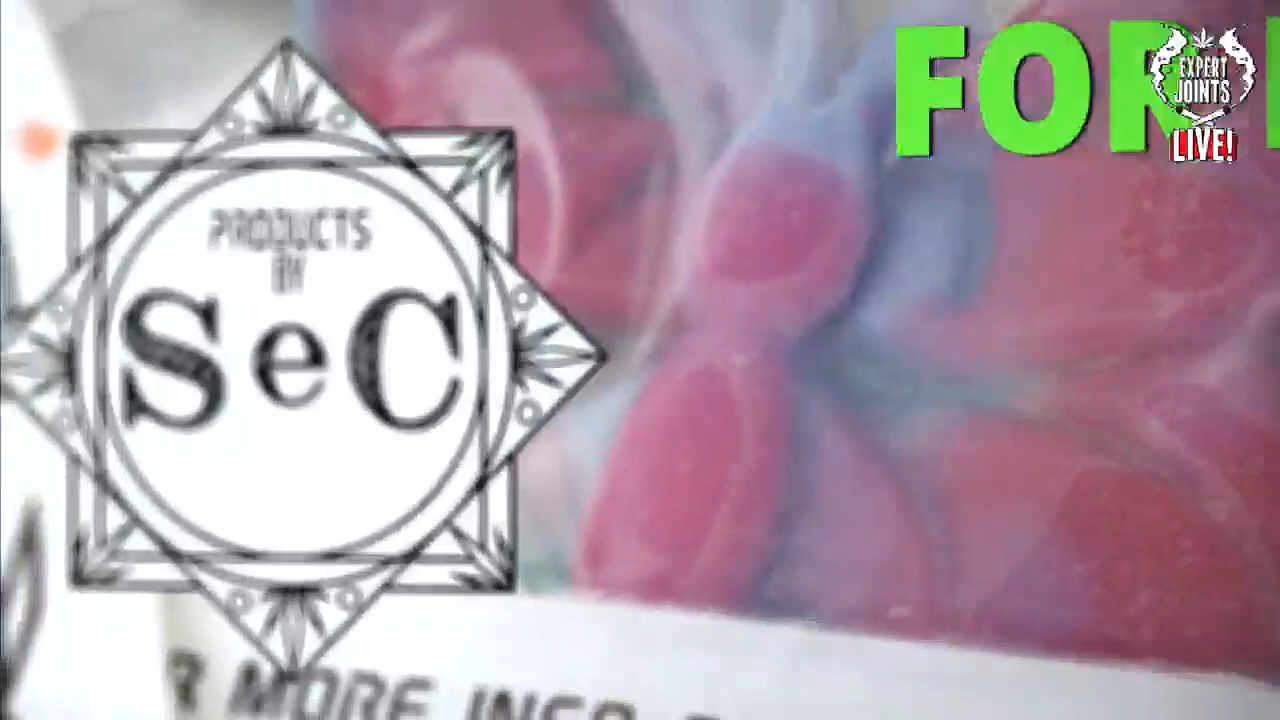 FOR
EXPERT
JOINTS
LIVE!
PRODUCTS
BY
SeC
MORE INFO